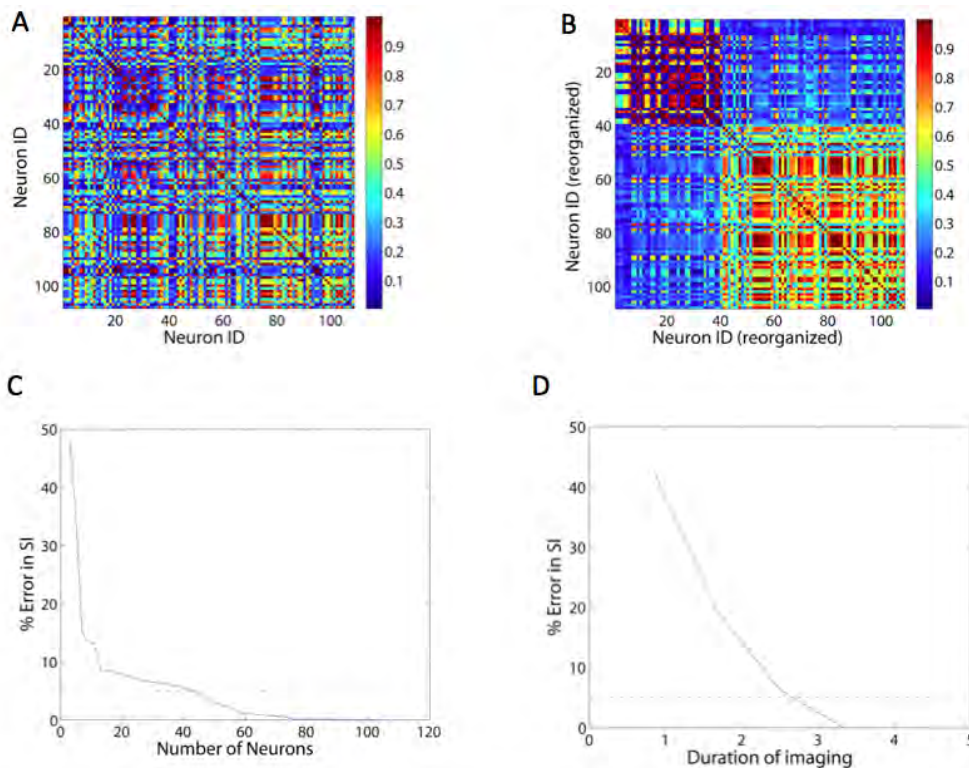 A
Neuron ID
20
40
60
80
100
20 40 60 80 100
Neuron ID
0.9
0.8
0.7
0.6
0.5
0.4
0.3
0.2
0.1
B
Neuron ID (reorganized)
20
40
60
80
100
20 40 60 80 100
Neuron ID (reorganized)
0.9
0.8
0.7
0.6
0.5
0.4
0.3
0.2
0.1
C
% Error in SI
50
40
30
20
10
0
0 20 40 60 80 100 120
Number of Neurons
D
% Error in SI
50
40
30
20
10
0
0 1 2 3 4 5
Duration of imaging